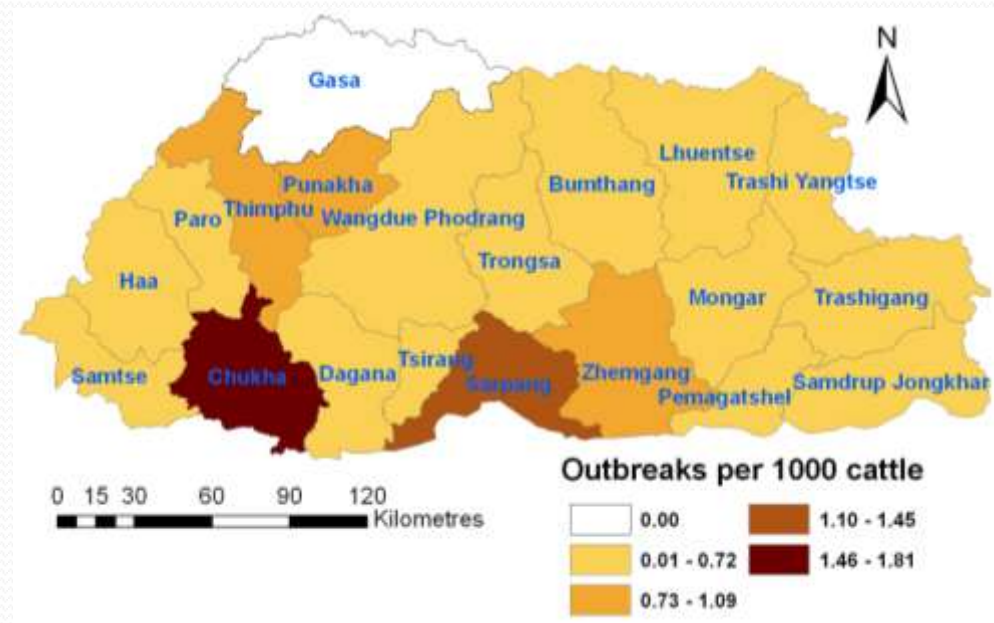 N
Gasa
Lhuentse
Punakha
Bumthang
Trashi Yangtse
Thimphu
Paro
Wangdue Phodrang
Trongsa
Haa
Mongar
Trashigang
Tsirang
Samtse
Chukha
Dagana
Sarpang
Zhemgang
Samdrup Jongkhar
Pemagatshel
Outbreaks per 1000 cattle
0 15 30 60 90 120
Kilometres
0.00
1.10 - 1.45
0.01 - 0.72
1.46 - 1.81
0.73 - 1.09